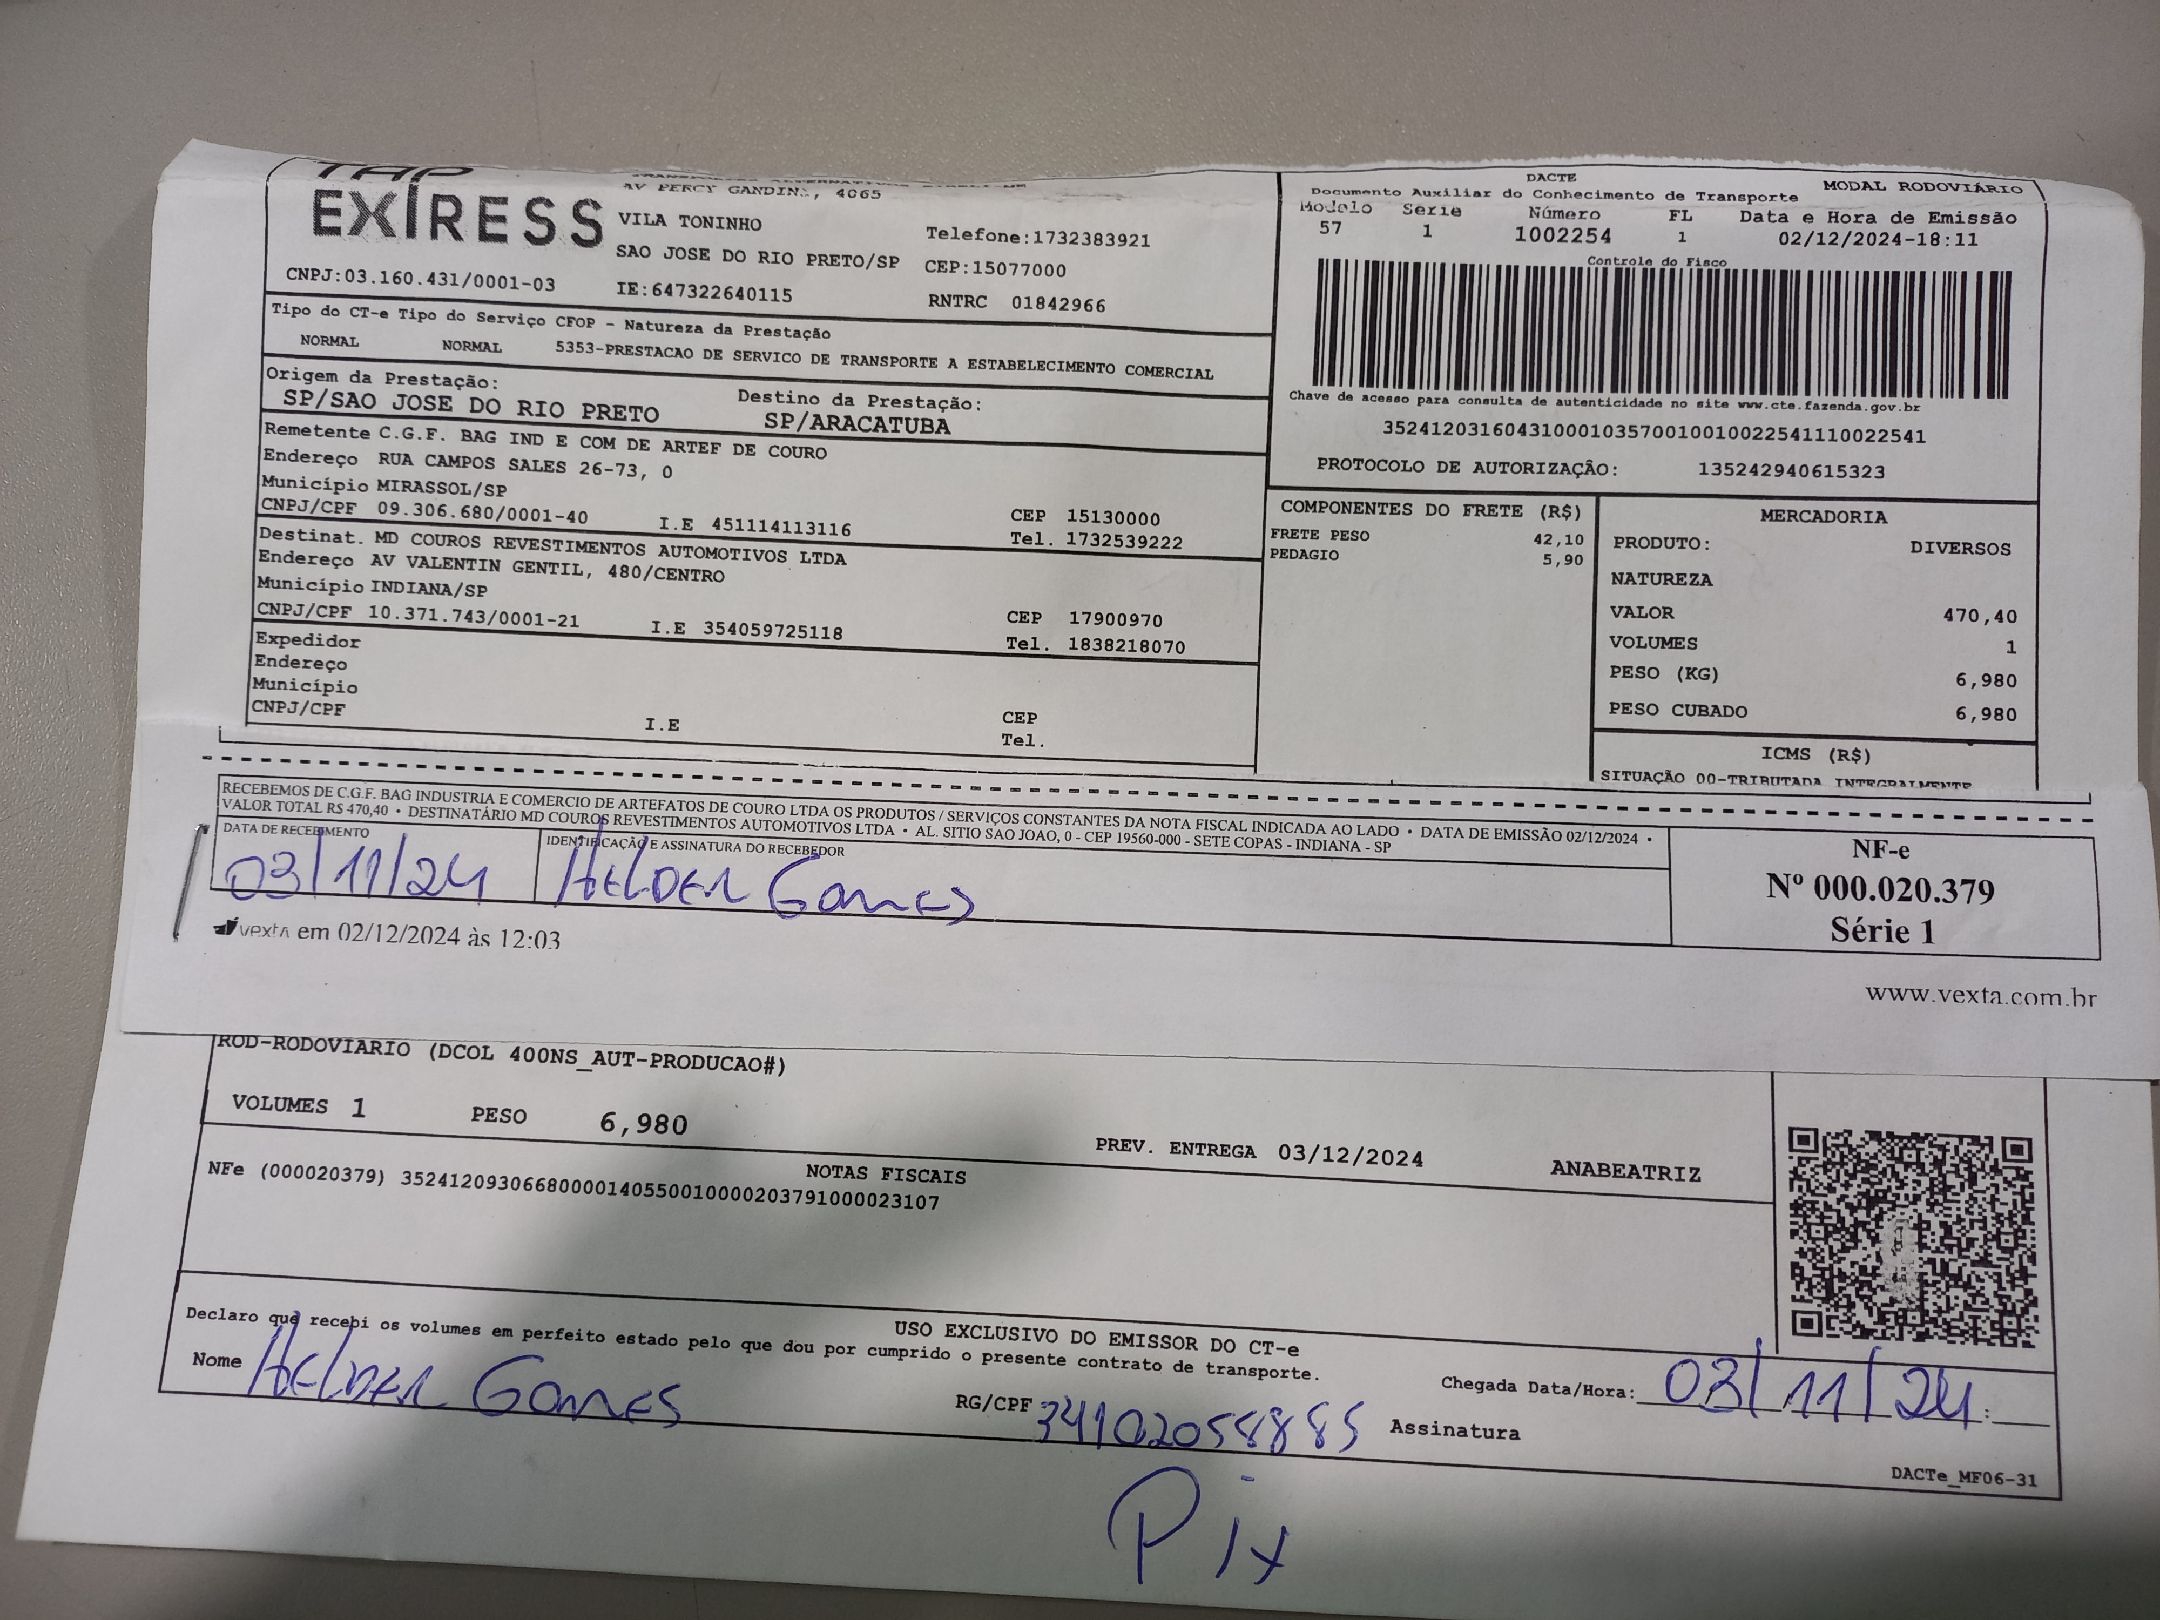 TAP
EXPRESS
AV PERCY GANDINI, 4065
VILA TONINHO
SAO JOSE DO RIO PRETO/SP
Telefone:1732383921
CEP:15077000
CNPJ:03.160.431/0001-03
IE:647322640115
RNTRC 01842966
DACTE
Documento Auxiliar do Conhecimento de Transporte
MODAL RODOVIÁRIO
Modelo Serie Número FL Data e Hora de Emissão
57 1 1002254 1 02/12/2024-18:11
Controle do Fisco
Chave de acesso para consulta de autenticidade no site www.cte.fazenda.gov.br
35241203160431000103570010010022541110022541
PROTOCOLO DE AUTORIZAÇÃO: 135242940615323
Tipo do CT-e Tipo do Serviço CFOP - Natureza da Prestação
NORMAL NORMAL 5353-PRESTACAO DE SERVICO DE TRANSPORTE A ESTABELECIMENTO COMERCIAL
Origem da Prestação: Destino da Prestação:
SP/SAO JOSE DO RIO PRETO SP/ARACATUBA
Remetente C.G.F. BAG IND E COM DE ARTEF DE COURO
Endereço RUA CAMPOS SALES 26-73, 0
Município MIRASSOL/SP CEP 15130000
CNPJ/CPF 09.306.680/0001-40 I.E 451114113116 Tel. 1732539222
Destinat. MD COUROS REVESTIMENTOS AUTOMOTIVOS LTDA
Endereço AV VALENTIN GENTIL, 480/CENTRO
Município INDIANA/SP CEP 17900970
CNPJ/CPF 10.371.743/0001-21 I.E 354059725118 Tel. 1838218070
Expedidor
Endereço
Município CEP
CNPJ/CPF I.E Tel.
COMPONENTES DO FRETE (R$)
FRETE PESO 42,10
PEDAGIO 5,90
MERCADORIA
PRODUTO: DIVERSOS
NATUREZA
VALOR 470,40
VOLUMES 1
PESO (KG) 6,980
PESO CUBADO 6,980
ICMS (R$)
SITUAÇÃO 00-TRIBUTADA INTEGRALMENTE
RECEBEMOS DE C.G.F. BAG INDUSTRIA E COMERCIO DE ARTEFATOS DE COURO LTDA OS PRODUTOS / SERVIÇOS CONSTANTES DA NOTA FISCAL INDICADA AO LADO • DATA DE EMISSÃO 02/12/2024 •
VALOR TOTAL R$ 470,40 • DESTINATÁRIO MD COUROS REVESTIMENTOS AUTOMOTIVOS LTDA • AL. SITIO SAO JOAO, 0 - CEP 19560-000 - SETE COPAS - INDIANA - SP
DATA DE RECEBIMENTO IDENTIFICAÇÃO E ASSINATURA DO RECEBEDOR
03/11/24 HELDER GOMES
NF-e
Nº 000.020.379
Série 1
vexta em 02/12/2024 às 12:03
www.vexta.com.br
ROD-RODOVIARIO (DCOL 400NS_AUT-PRODUCAO#)
VOLUMES 1 PESO 6,980 PREV. ENTREGA 03/12/2024 ANABEATRIZ
NOTAS FISCAIS
NFe (000020379) 35241209306680000140550010000203791000023107
USO EXCLUSIVO DO EMISSOR DO CT-e
Declaro que recebi os volumes em perfeito estado pelo que dou por cumprido o presente contrato de transporte.
Nome HELDER GOMES RG/CPF 34102058885 Assinatura
Chegada Data/Hora: 03/11/24 :
DACTe_MF06-31
Pix